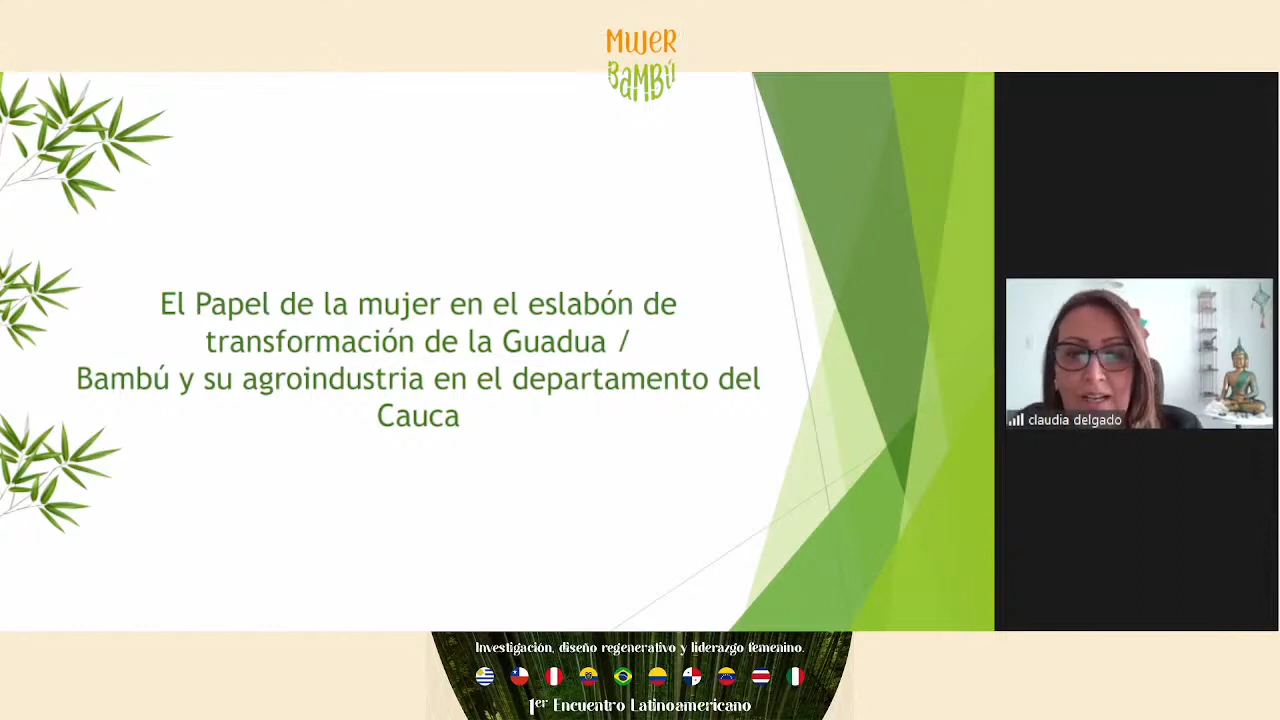 MUJER
BAMBÚ
El Papel de la mujer en el eslabón de
transformación de la Guadua /
Bambú y su agroindustria en el departamento del
Cauca
claudia delgado
Investigación, diseño regenerativo y liderazgo femenino.
1er Encuentro Latinoamericano